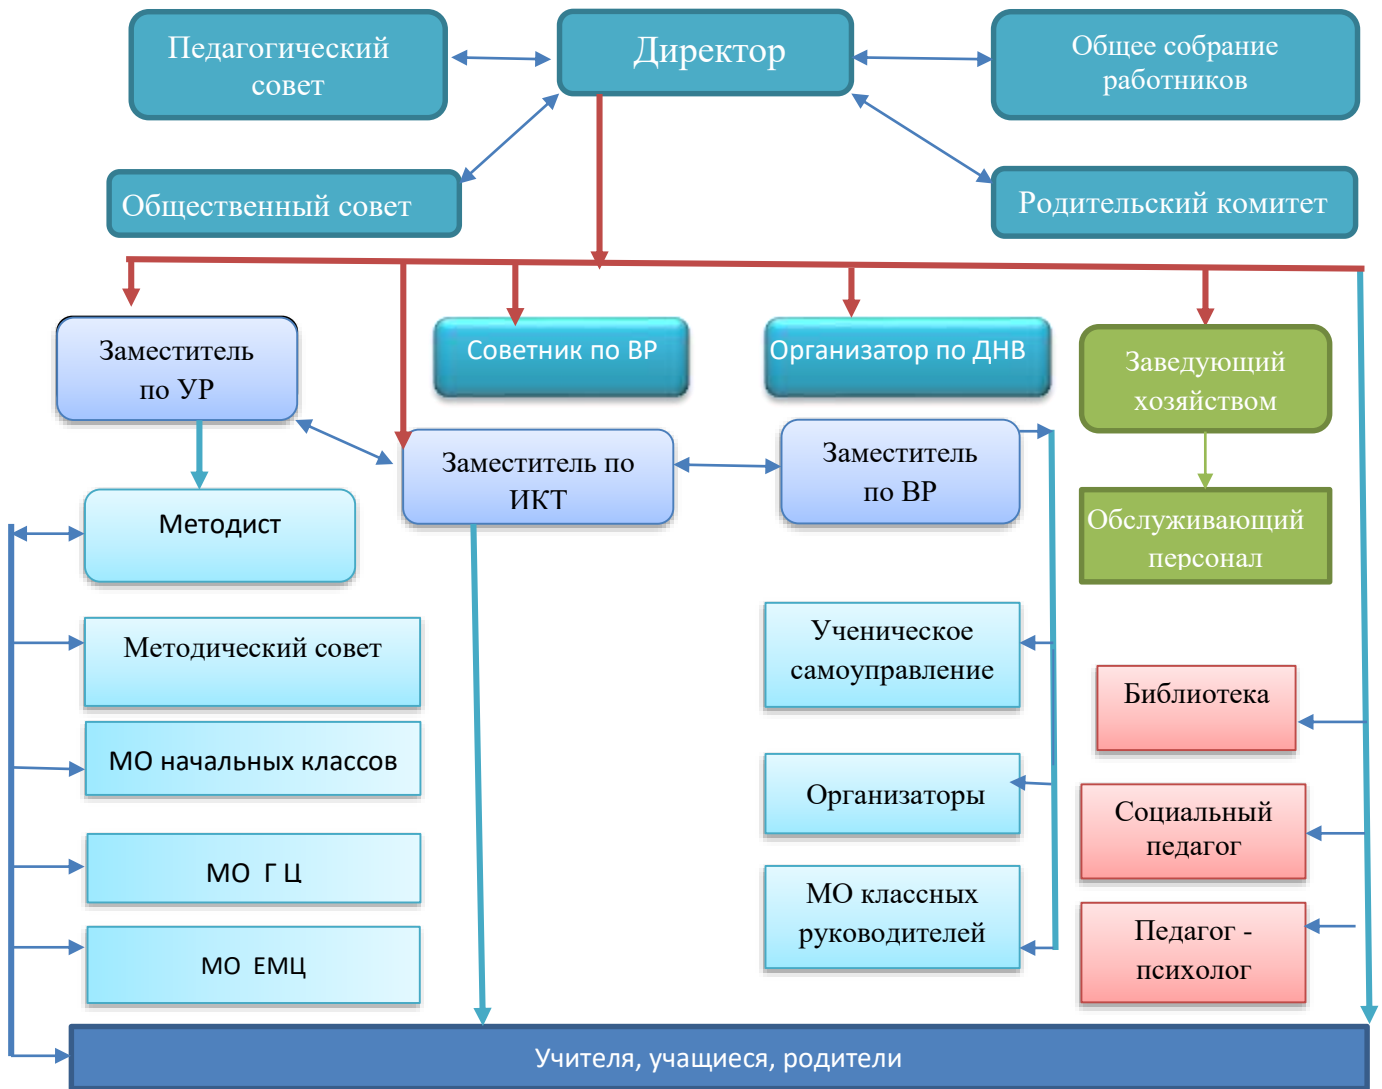 Педагогический
совет
Директор
Общее собрание
работников
Общественный совет
Родительский комитет
Заместитель
по УР
Советник по ВР
Организатор по ДНВ
Заведующий
хозяйством
Заместитель по
ИКТ
Заместитель
по ВР
Методист
Обслуживающий
персонал
Методический совет
Ученическое
самоуправление
Библиотека
МО начальных классов
Организаторы
Социальный
педагог
МО Г Ц
МО классных
руководителей
Педагог -
психолог
МО ЕМЦ
Учителя, учащиеся, родители